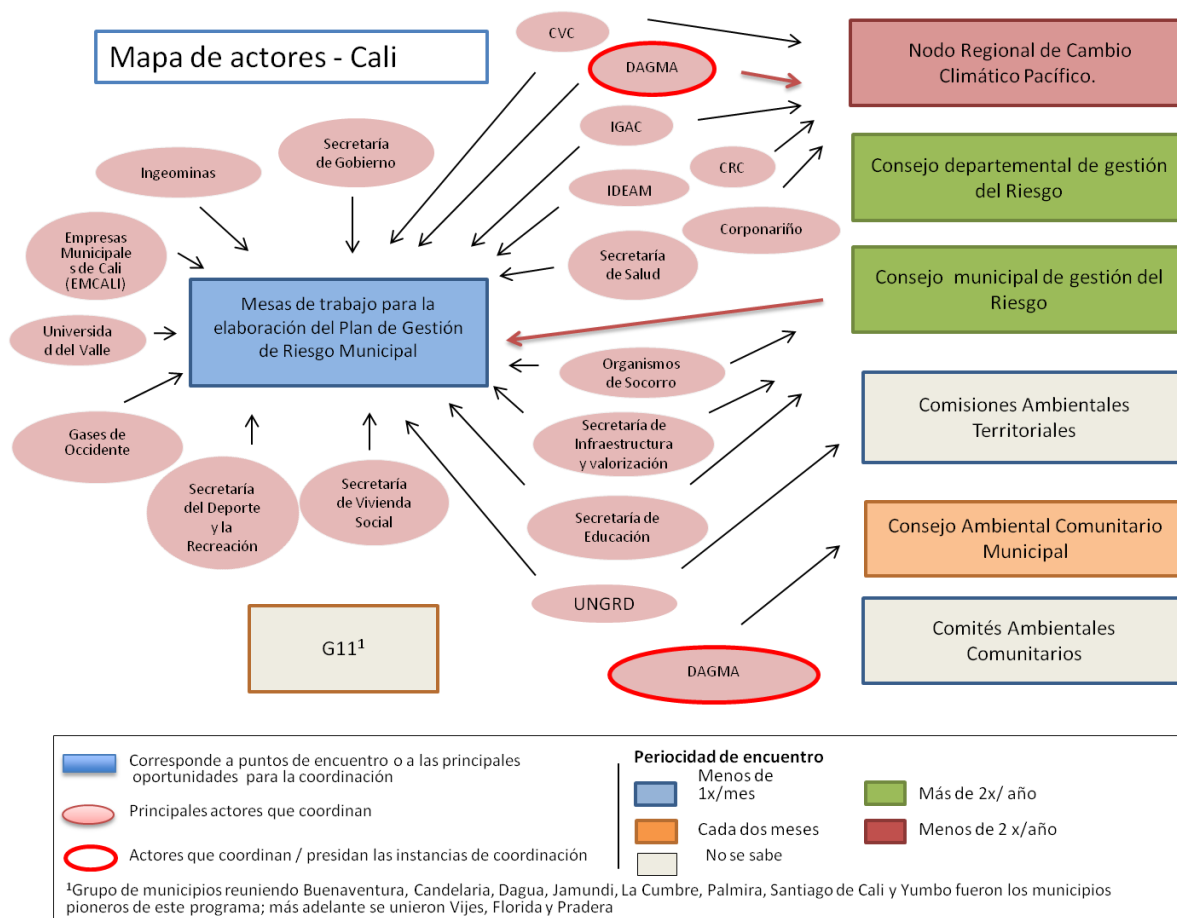 Mapa de actores - Cali
CVC
DAGMA
IGAC
CRC
IDEAM
Corponariño
Secretaría
de Salud
Secretaría
de Gobierno
Ingeominas
Empresas
Municipale
s de Cali
(EMCALI)
Universida
d del Valle
Gases de
Occidente
Secretaría
del Deporte
y la
Recreación
Secretaría
de Vivienda
Social
Mesas de trabajo para la
elaboración del Plan de Gestión
de Riesgo Municipal
Organismos
de Socorro
Secretaría de
Infraestructura
y valorización
Secretaría de
Educación
UNGRD
DAGMA
G11¹
Nodo Regional de Cambio
Climático Pacífico.
Consejo departemental de gestión
del Riesgo
Consejo municipal de gestión del
Riesgo
Comisiones Ambientales
Territoriales
Consejo Ambiental Comunitario
Municipal
Comités Ambientales
Comunitarios
Corresponde a puntos de encuentro o a las principales
oportunidades para la coordinación
Principales actores que coordinan
Actores que coordinan / presidan las instancias de coordinación
Periocidad de encuentro
Menos de
1x/mes
Más de 2x/ año
Cada dos meses
Menos de 2 x/año
No se sabe
¹Grupo de municipios reuniendo Buenaventura, Candelaria, Dagua, Jamundi, La Cumbre, Palmira, Santiago de Cali y Yumbo fueron los municipios
pioneros de este programa; más adelante se unieron Vijes, Florida y Pradera